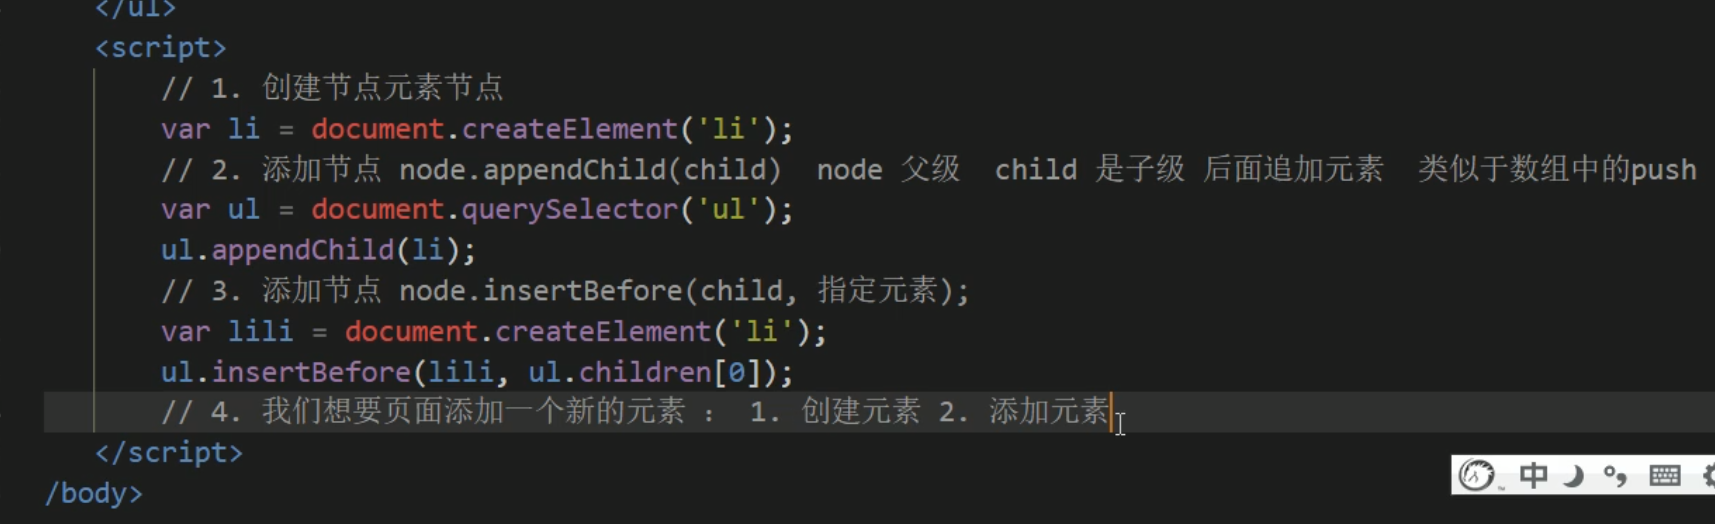 </ul>
<script>
// 1. 创建节点元素节点
var li = document.createElement('li');
// 2. 添加节点 node.appendChild(child) node 父级 child 是子级 后面追加元素 类似于数组中的push
var ul = document.querySelector('ul');
ul.appendChild(li);
// 3. 添加节点 node.insertBefore(child, 指定元素);
var lili = document.createElement('li');
ul.insertBefore(lili, ul.children[0]);
// 4. 我们想要页面添加一个新的元素 : 1. 创建元素 2. 添加元素
</script>
/body>
中